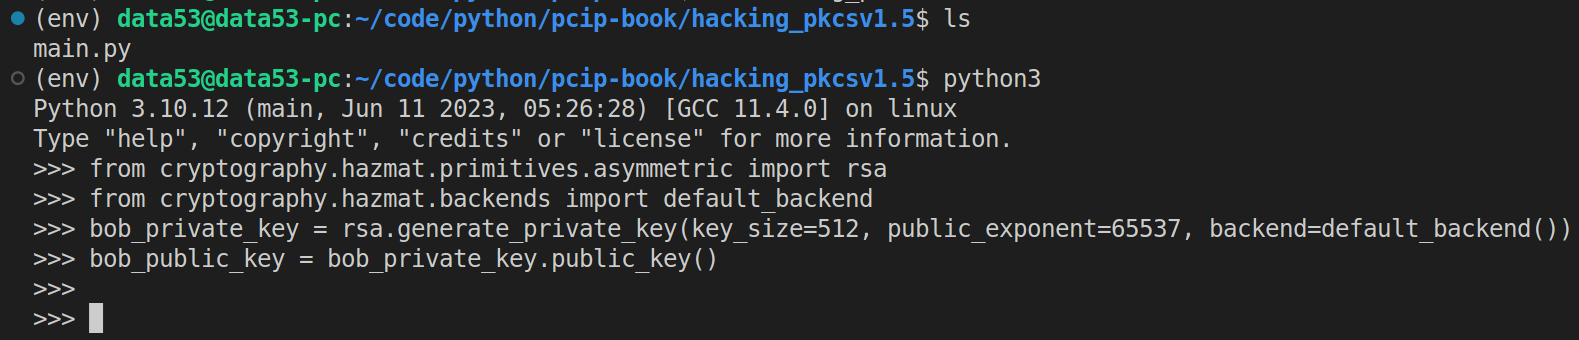 (env) data53@data53-pc:~/code/python/pcip-book/hacking_pkcsv1.5$ ls
main.py
(env) data53@data53-pc:~/code/python/pcip-book/hacking_pkcsv1.5$ python3
Python 3.10.12 (main, Jun 11 2023, 05:26:28) [GCC 11.4.0] on linux
Type "help", "copyright", "credits" or "license" for more information.
>>> from cryptography.hazmat.primitives.asymmetric import rsa
>>> from cryptography.hazmat.backends import default_backend
>>> bob_private_key = rsa.generate_private_key(key_size=512, public_exponent=65537, backend=default_backend())
>>> bob_public_key = bob_private_key.public_key()
>>>
>>>